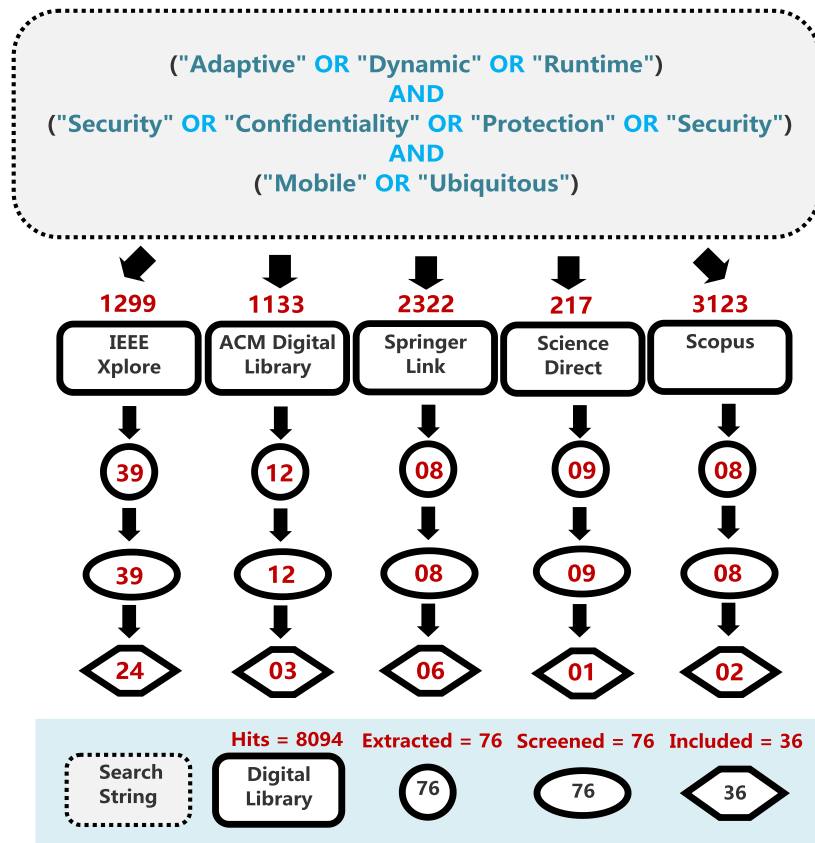 ("Adaptive" OR "Dynamic" OR "Runtime")
AND
("Security" OR "Confidentiality" OR "Protection" OR "Security")
AND
("Mobile" OR "Ubiquitous")
1299 1133 2322 217 3123
IEEE Xplore
ACM Digital Library
Springer Link
Science Direct
Scopus
39 12 08 09 08
39 12 08 09 08
24 03 06 01 02
Hits = 8094 Extracted = 76 Screened = 76 Included = 36
Search String
Digital Library
76
76
36